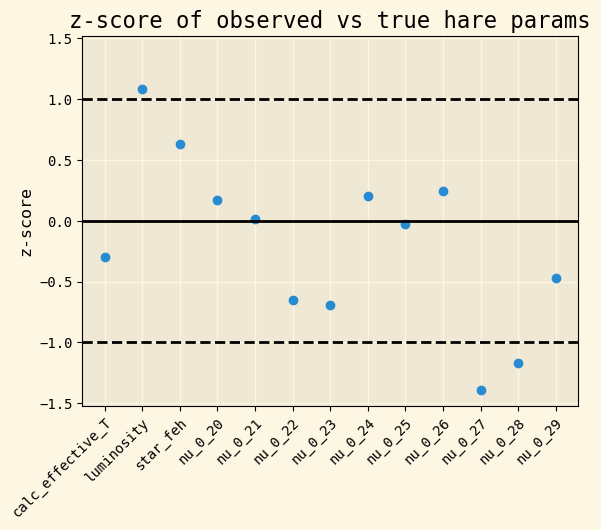 z-score of observed vs true hare params
z-score
1.5
1.0
0.5
0.0
−0.5
−1.0
−1.5
calc_effective_T
luminosity
star_feh
nu_0_20
nu_0_21
nu_0_22
nu_0_23
nu_0_24
nu_0_25
nu_0_26
nu_0_27
nu_0_28
nu_0_29